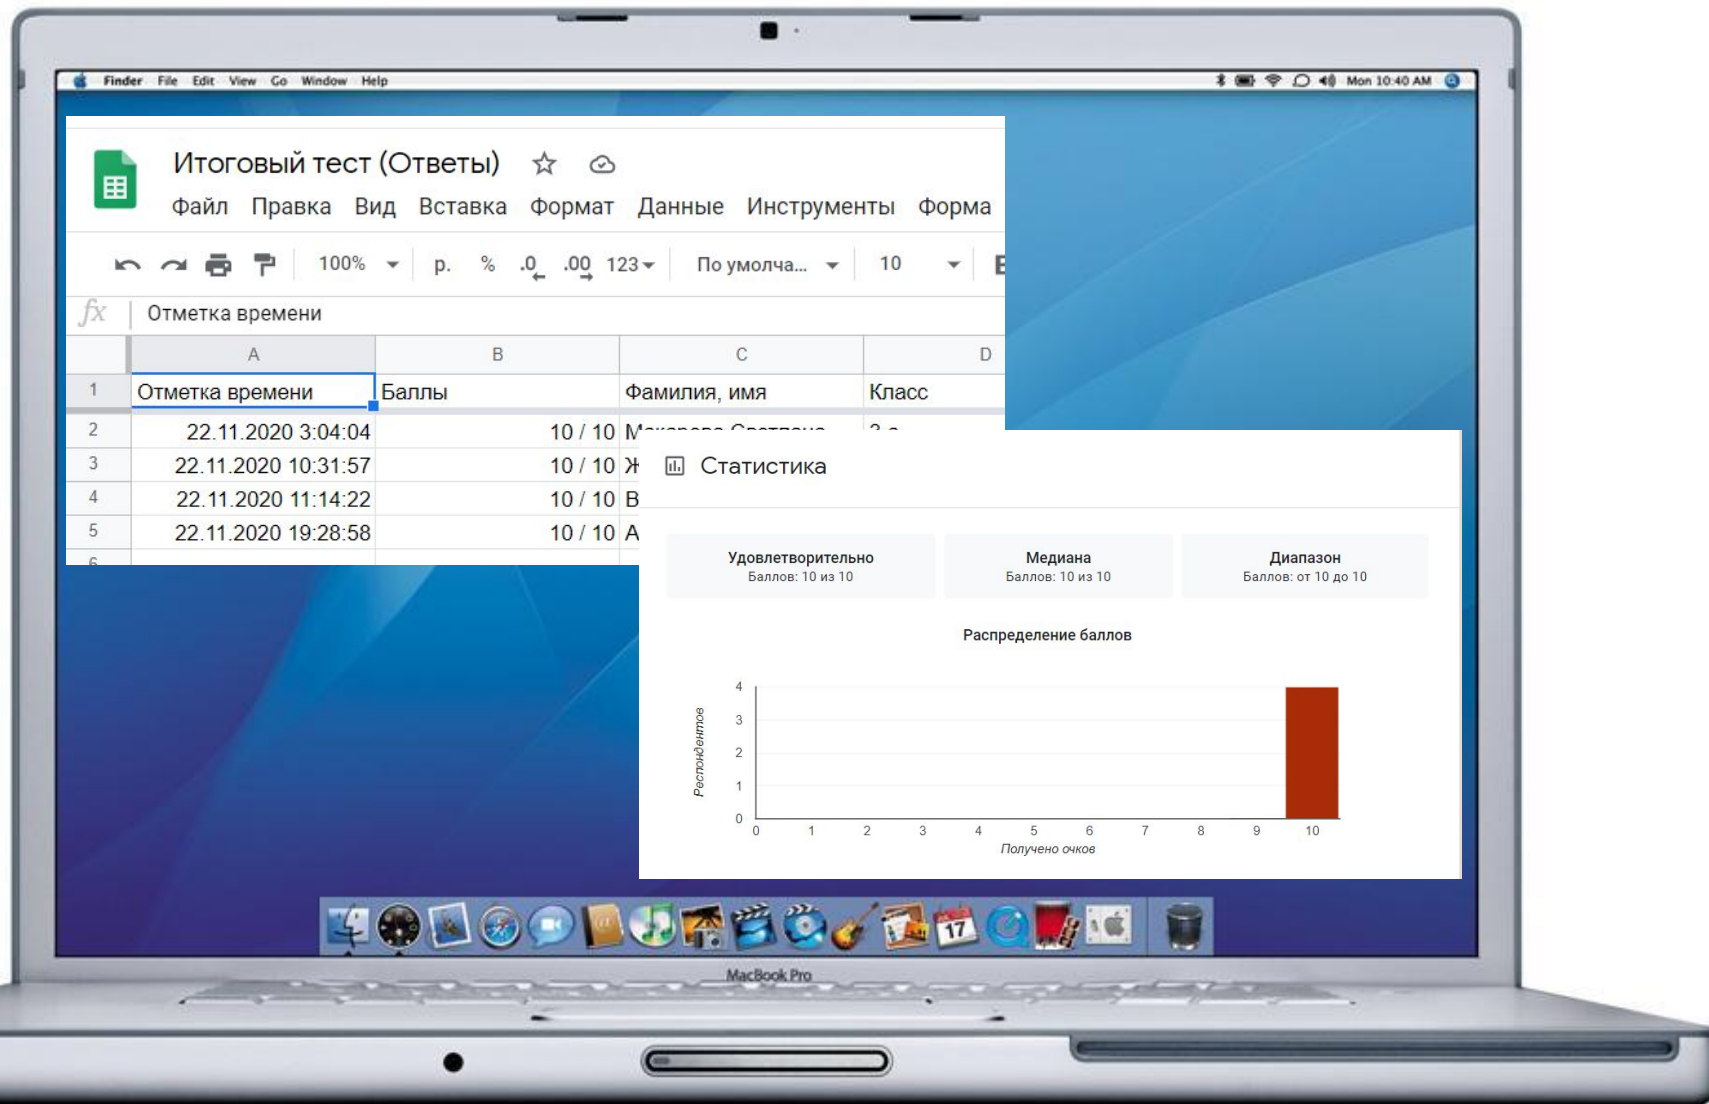 Finder File Edit View Go Window Help
Mon 10:40 AM
Итоговый тест (Ответы)
Файл Правка Вид Вставка Формат Данные Инструменты Форма
100% р. % .0 .00 123 По умолча... 10 B
fx Отметка времени
A B C D
1 Отметка времени Баллы Фамилия, имя Класс
2 22.11.2020 3:04:04 10 / 10
3 22.11.2020 10:31:57 10 / 10 Ж
4 22.11.2020 11:14:22 10 / 10 В
5 22.11.2020 19:28:58 10 / 10 А
6
Статистика
Удовлетворительно
Баллов: 10 из 10
Медиана
Баллов: 10 из 10
Диапазон
Баллов: от 10 до 10
Распределение баллов
Респондентов
4
3
2
1
0
0 1 2 3 4 5 6 7 8 9 10
Получено очков
17
MacBook Pro